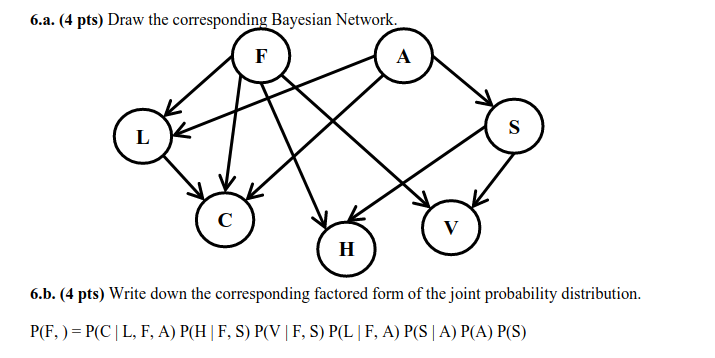 6.a. (4 pts) Draw the corresponding Bayesian Network.
F
A
L
S
C
V
H
6.b. (4 pts) Write down the corresponding factored form of the joint probability distribution.
P(F, ) = P(C | L, F, A) P(H | F, S) P(V | F, S) P(L | F, A) P(S | A) P(A) P(S)